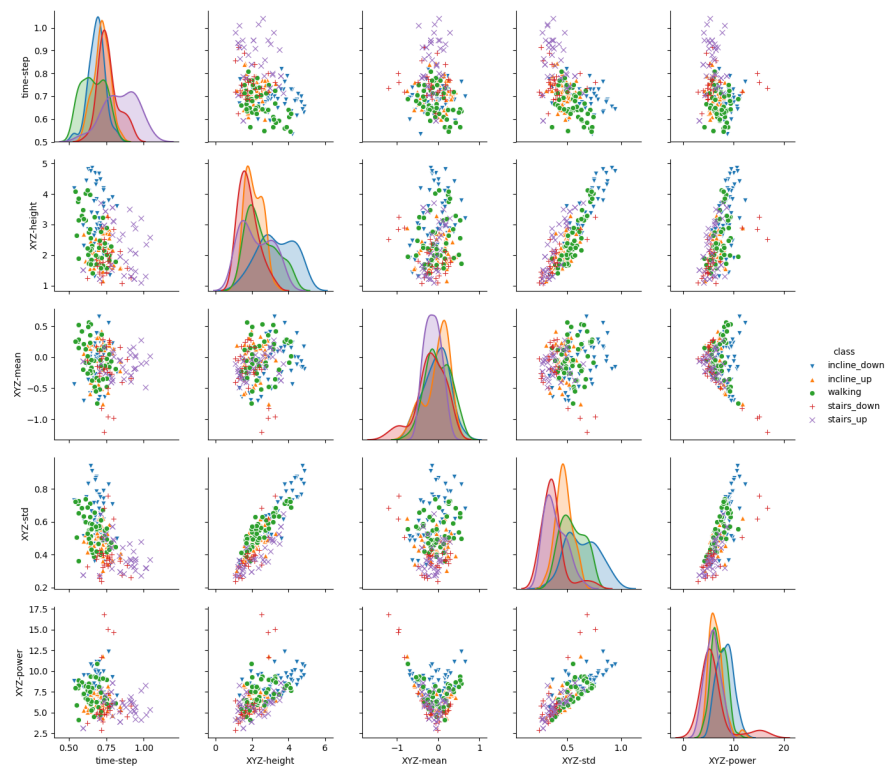 1.0
0.9
0.8
0.7
0.6
0.5
time-step
5
4
3
2
1
XYZ-height
0.5
0.0
−0.5
−1.0
XYZ-mean
class
incline_down
incline_up
walking
stairs_down
stairs_up
0.8
0.6
0.4
0.2
XYZ-std
17.5
15.0
12.5
10.0
7.5
5.0
2.5
XYZ-power
0.50 0.75 1.00
time-step
0 2 4 6
XYZ-height
−1 0 1
XYZ-mean
0.5 1.0
XYZ-std
0 10 20
XYZ-power